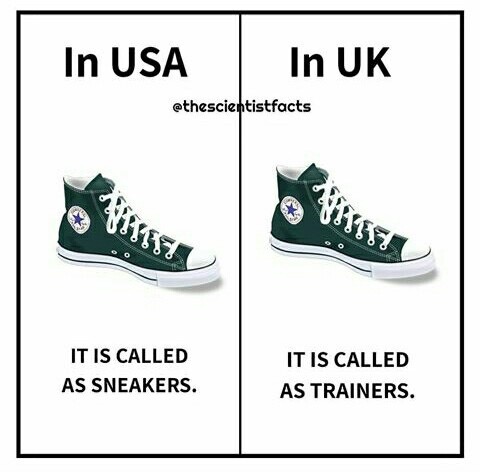 In USA
In UK
@thescientistfacts
IT IS CALLED
AS SNEAKERS.
IT IS CALLED
AS TRAINERS.